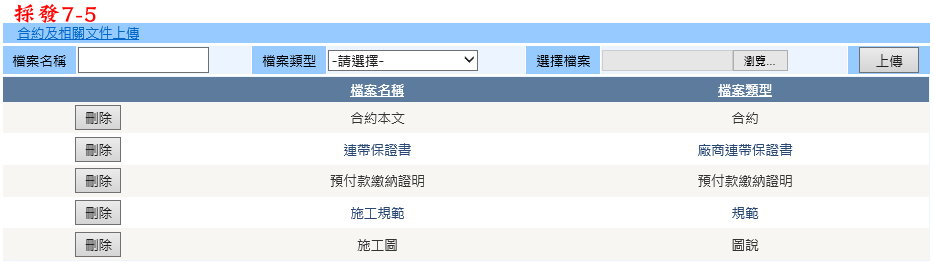 採發7-5
合約及相關文件上傳
檔案名稱 檔案類型 -請選擇- 選擇檔案 瀏覽... 上傳
檔案名稱 檔案類型
刪除 合約本文 合約
刪除 連帶保證書 廠商連帶保證書
刪除 預付款繳納證明 預付款繳納證明
刪除 施工規範 規範
刪除 施工圖 圖說